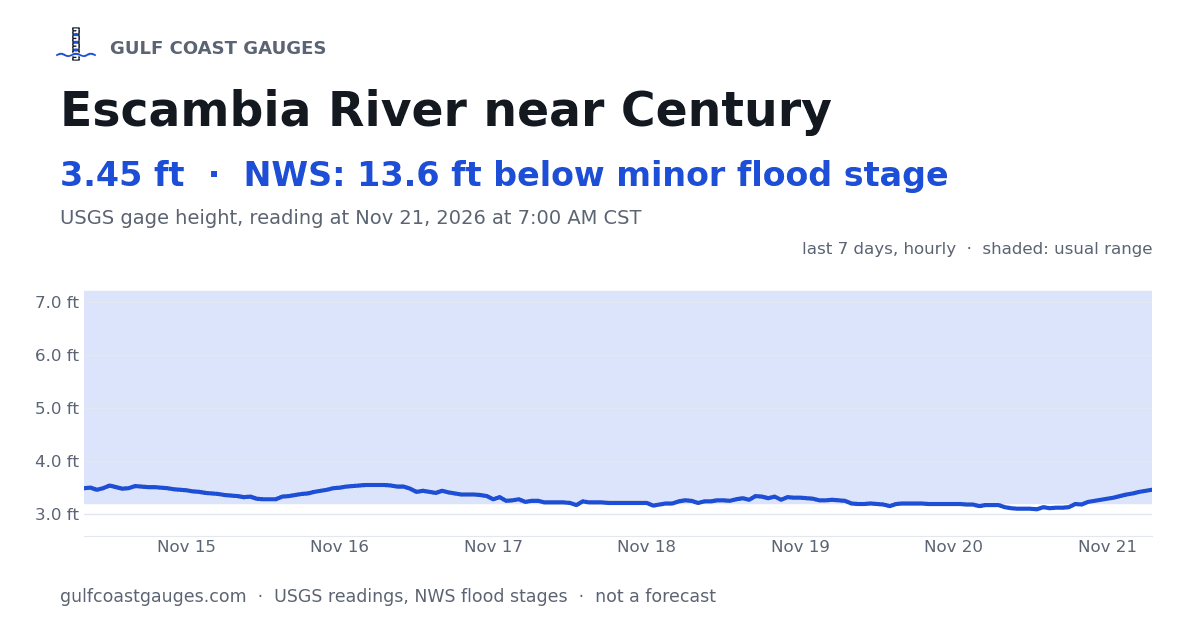 GULF COAST GAUGES
Escambia River near Century
3.45 ft · NWS: 13.6 ft below minor flood stage
USGS gage height, reading at Nov 21, 2026 at 7:00 AM CST
last 7 days, hourly · shaded: usual range
7.0 ft
6.0 ft
5.0 ft
4.0 ft
3.0 ft
Nov 15 Nov 16 Nov 17 Nov 18 Nov 19 Nov 20 Nov 21
gulfcoastgauges.com · USGS readings, NWS flood stages · not a forecast